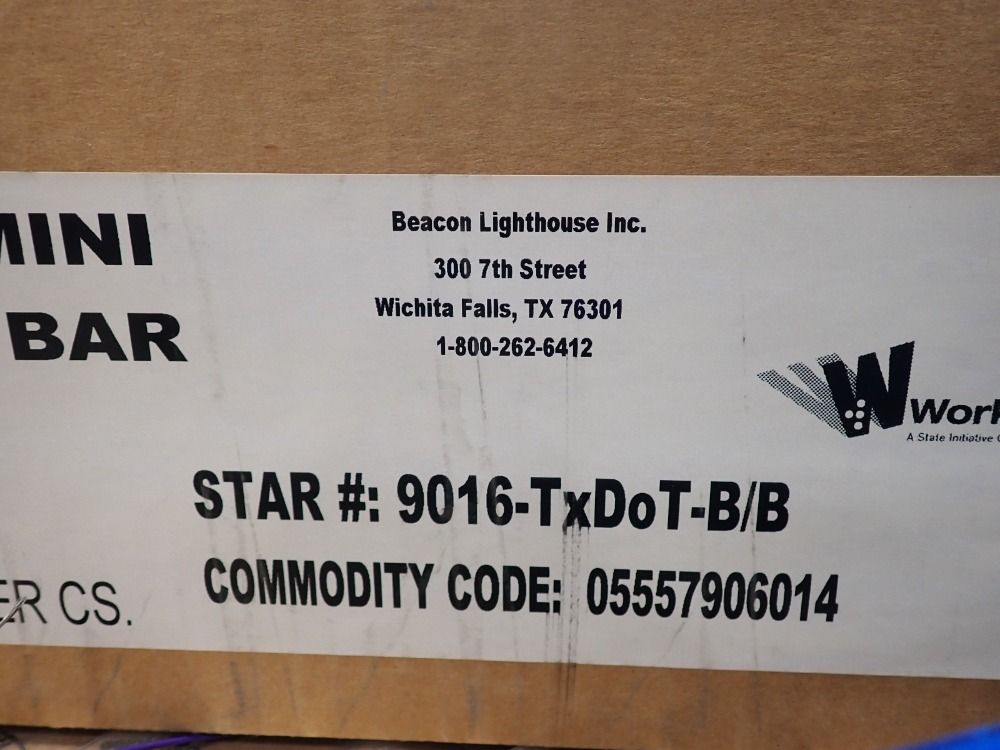 MINI
BAR
Beacon Lighthouse Inc.
300 7th Street
Wichita Falls, TX 76301
1-800-262-6412
W
Work
A State Initiative
STAR #: 9016-TxDoT-B/B
COMMODITY CODE: 05557906014
CS.